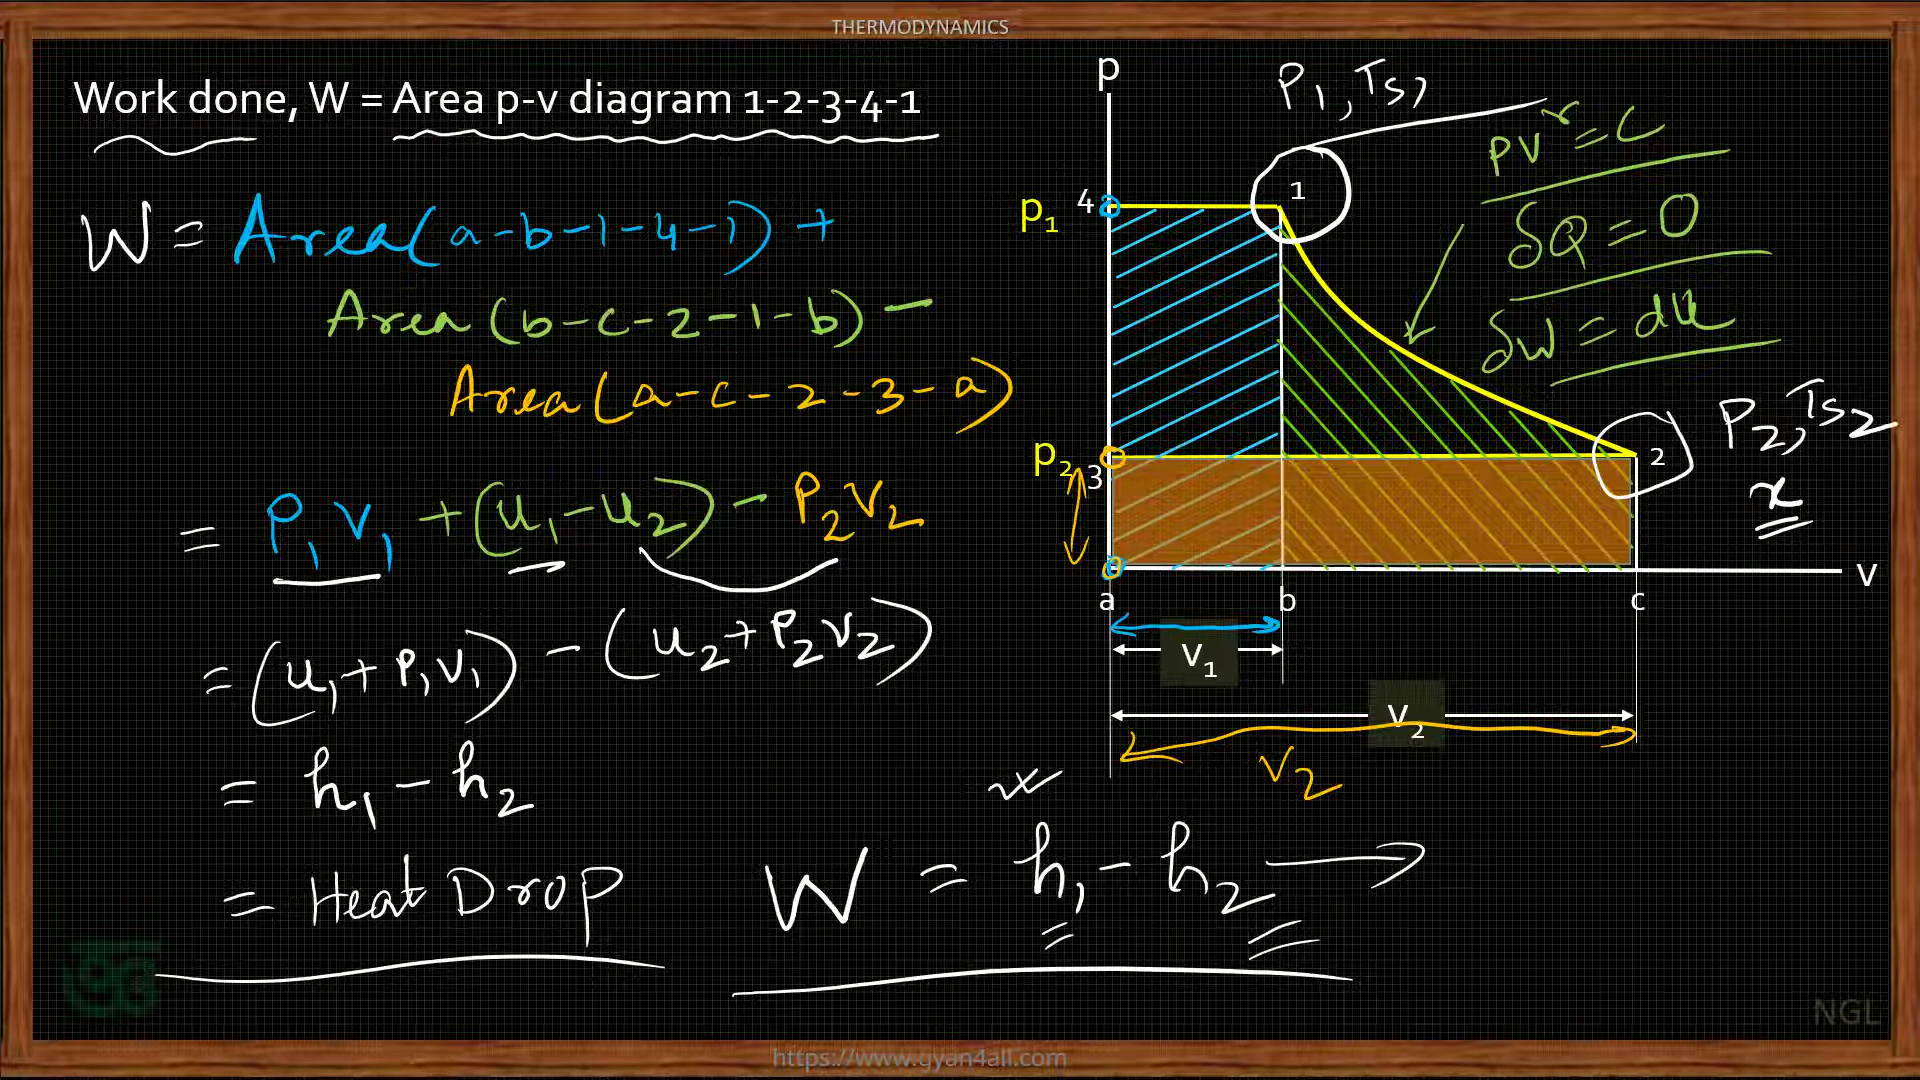 THERMODYNAMICS
Work done, W = Area p-v diagram 1-2-3-4-1
W = Area (a-b-1-4-1) +
Area (b-c-2-1-b) -
Area (a-c-2-3-a)
= P₁V₁ + (u₁-u₂) - P₂V₂
= (u₁ + P₁V₁) - (u₂ + P₂V₂)
= h₁ - h₂
= Heat Drop
W = h₁ - h₂ →
p
P₁, Ts₁
PVʳ = C
δQ = 0
δW = du
p₁
4
1
p₂
3
2
P₂, Ts₂
x
a
b
c
v
v₁
v₂
V₂
NGL
https://www.gyan4all.com